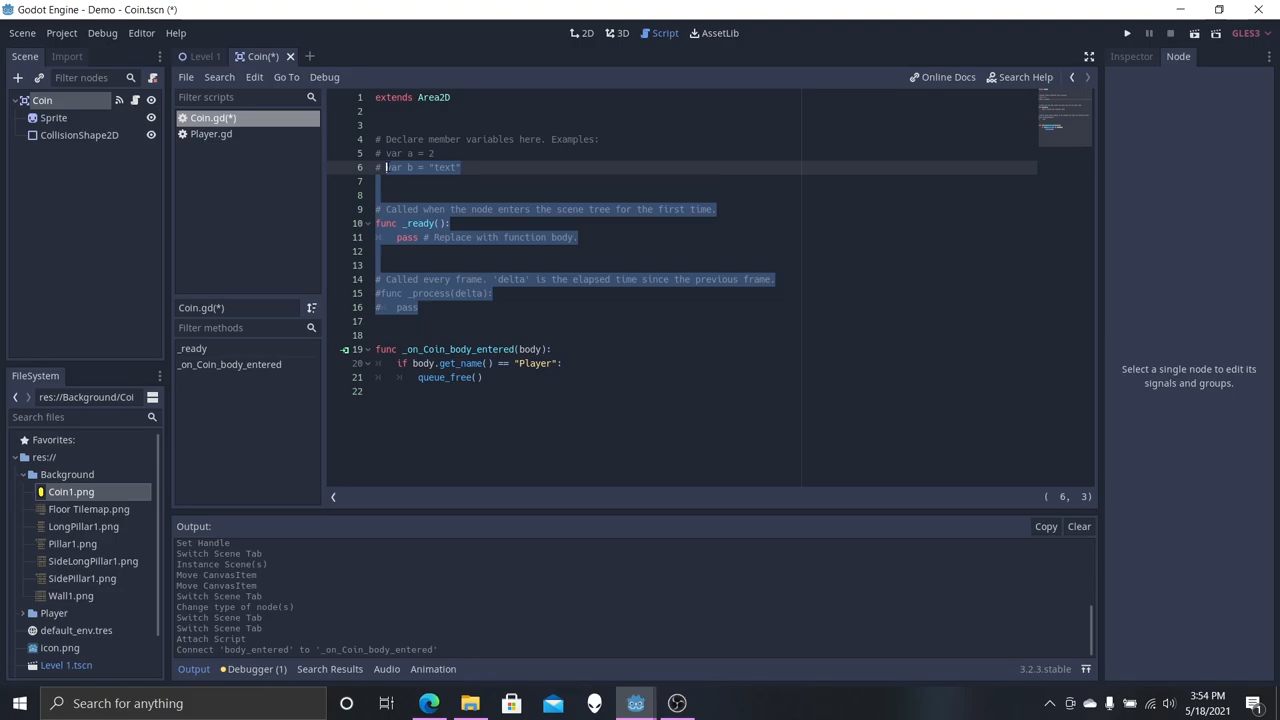 Godot Engine - Demo - Coin.tscn (*)
Scene Project Debug Editor Help
2D 3D Script AssetLib
GLES3
Scene Import
Filter nodes
Coin
Sprite
CollisionShape2D
FileSystem
res://Background/Coi
Search files
Favorites:
res://
Background
Coin1.png
Floor Tilemap.png
LongPillar1.png
Pillar1.png
SideLongPillar1.png
SidePillar1.png
Wall1.png
Player
default_env.tres
icon.png
Level 1.tscn
Level 1 Coin(*)
File Search Edit Go To Debug
Online Docs Search Help
Filter scripts
Coin.gd(*)
Player.gd
Coin.gd(*)
Filter methods
_ready
_on_Coin_body_entered
1 extends Area2D
2
3
4 # Declare member variables here. Examples:
5 # var a = 2
6 # var b = "text"
7
8
9 # Called when the node enters the scene tree for the first time.
10 func _ready():
11 pass # Replace with function body.
12
13
14 # Called every frame. 'delta' is the elapsed time since the previous frame.
15 #func _process(delta):
16 # pass
17
18
19 func _on_Coin_body_entered(body):
20 if body.get_name() == "Player":
21 queue_free()
22
( 6, 3)
Output:
Copy Clear
Set Handle
Switch Scene Tab
Instance Scene(s)
Move CanvasItem
Move CanvasItem
Switch Scene Tab
Change type of node(s)
Switch Scene Tab
Switch Scene Tab
Attach Script
Connect 'body_entered' to '_on_Coin_body_entered'
Output Debugger (1) Search Results Audio Animation
3.2.3.stable
Inspector Node
Select a single node to edit its
signals and groups.
Search for anything
3:54 PM
5/18/2021
1